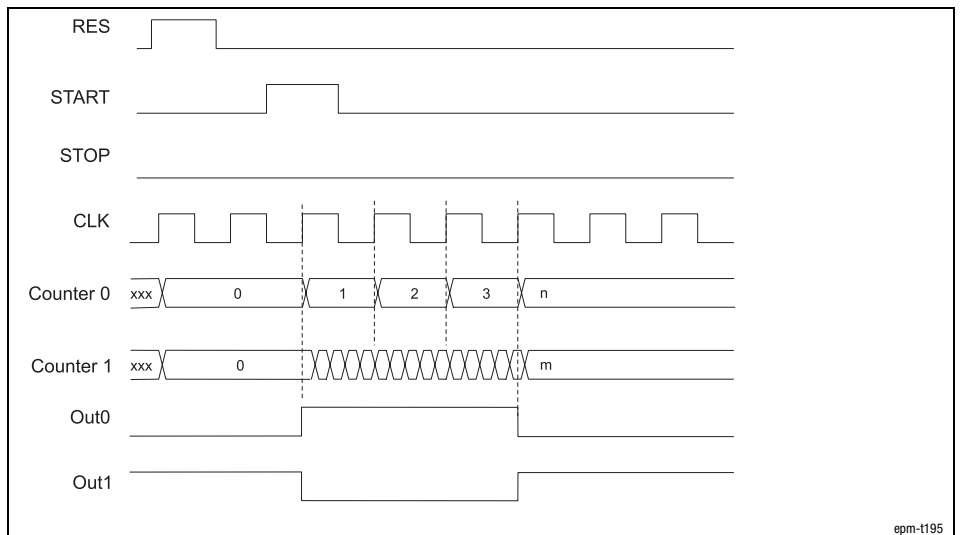 RES
START
STOP
CLK
Counter 0 xxx 0 1 2 3 n
Counter 1 xxx 0 m
Out0
Out1
epm-t195